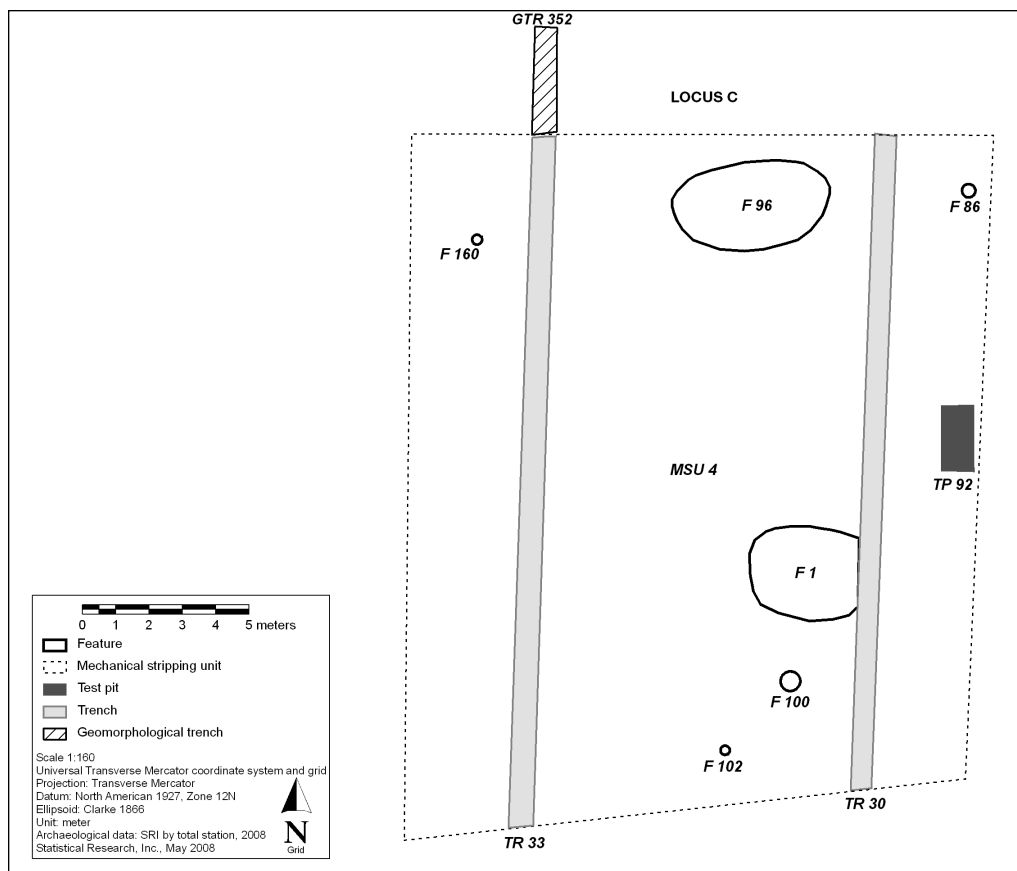 GTR 352
LOCUS C
F 96
F 86
F 160
MSU 4
TP 92
F 1
F 100
F 102
TR 30
TR 33
0 1 2 3 4 5 meters
Feature
Mechanical stripping unit
Test pit
Trench
Geomorphological trench
Scale 1:160
Universal Transverse Mercator coordinate system and grid
Projection: Transverse Mercator
Datum: North American 1927, Zone 12N
Ellipsoid: Clarke 1866
Unit: meter
Archaeological data: SRI by total station, 2008
Statistical Research, Inc., May 2008
N
Grid